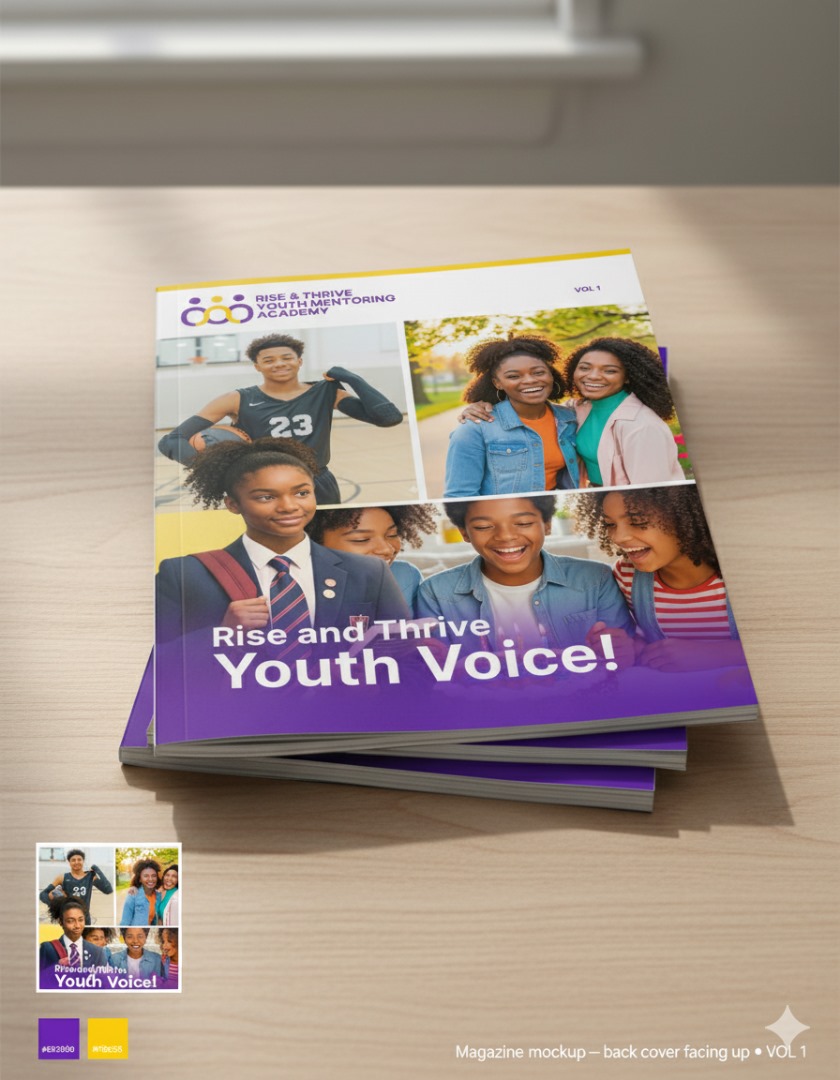 RISE & THRIVE
YOUTH MENTORING
ACADEMY
VOL 1
23
Rise and Thrive
Youth Voice!
23
Youth Voice!
Magazine mockup – back cover facing up • VOL 1